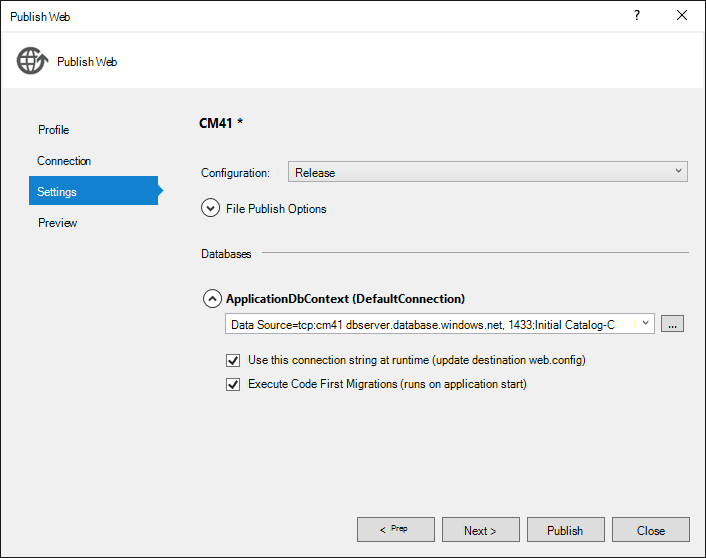 Publish Web
?
Publish Web
Profile
Connection
Settings
Preview
CM41 *
Configuration:
Release
File Publish Options
Databases
ApplicationDbContext (DefaultConnection)
Data Source=tcp:cm41 dbserver.database.windows.net, 1433;Initial Catalog-C
...
Use this connection string at runtime (update destination web.config)
Execute Code First Migrations (runs on application start)
< Prep
Next >
Publish
Close